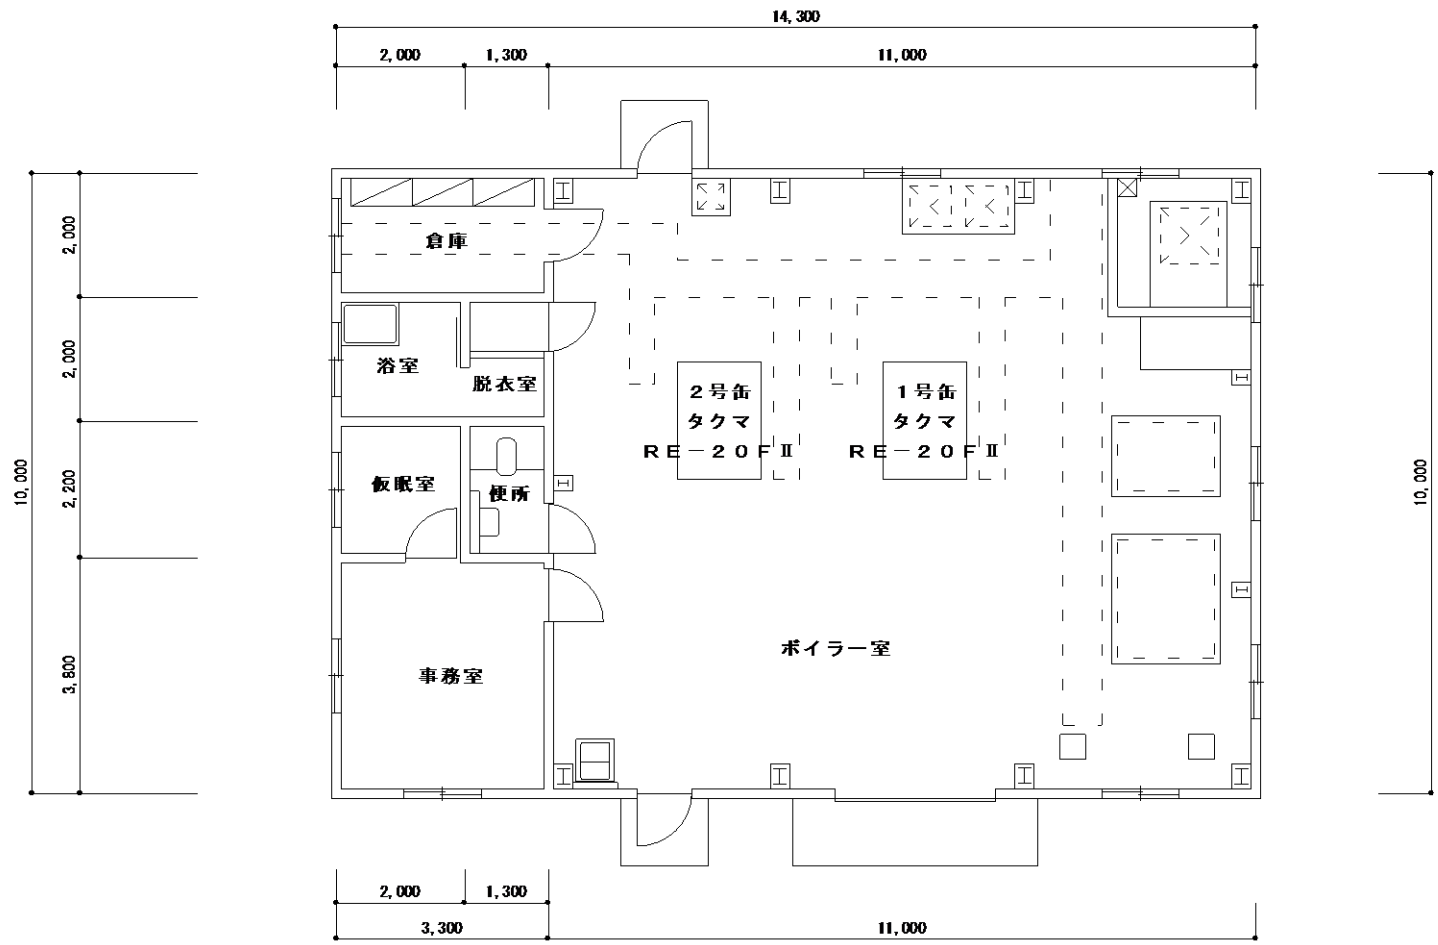 14,300
2,000 1,300 11,000
2,000
倉庫
2,000
浴室
脱衣室
2号缶
タクマ
RE-20FⅡ
1号缶
タクマ
RE-20FⅡ
10,000
2,200
仮眠室
便所
10,000
3,800
事務室
ボイラー室
2,000 1,300
3,300 11,000